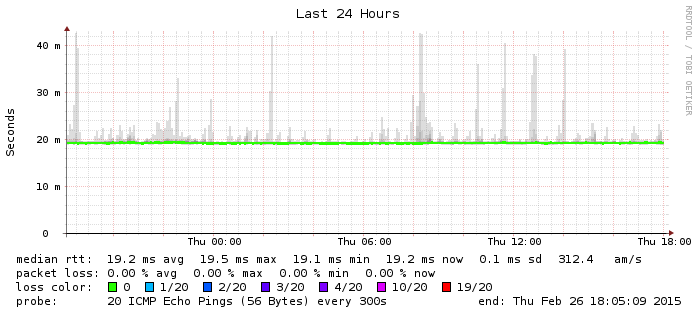 Last 24 Hours
RRDTOOL / TOBI OETIKER
Seconds
40 m
30 m
20 m
10 m
0
Thu 00:00 Thu 06:00 Thu 12:00 Thu 18:00
median rtt: 19.2 ms avg 19.5 ms max 19.1 ms min 19.2 ms now 0.1 ms sd 312.4 am/s
packet loss: 0.00 % avg 0.00 % max 0.00 % min 0.00 % now
loss color: 0 1/20 2/20 3/20 4/20 10/20 19/20
probe: 20 ICMP Echo Pings (56 Bytes) every 300s end: Thu Feb 26 18:05:09 2015